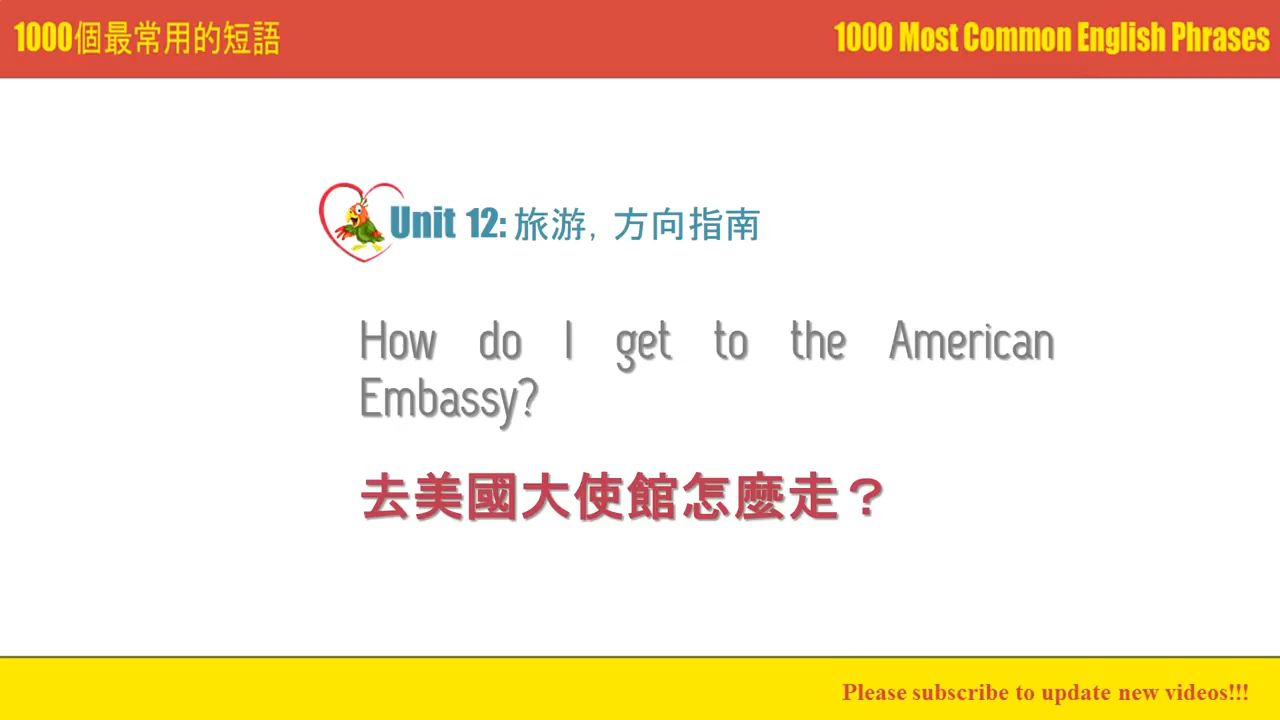 1000個最常用的短語
1000 Most Common English Phrases
Unit 12: 旅游, 方向指南
How do I get to the American
Embassy?
去美國大使館怎麼走？
Please subscribe to update new videos!!!